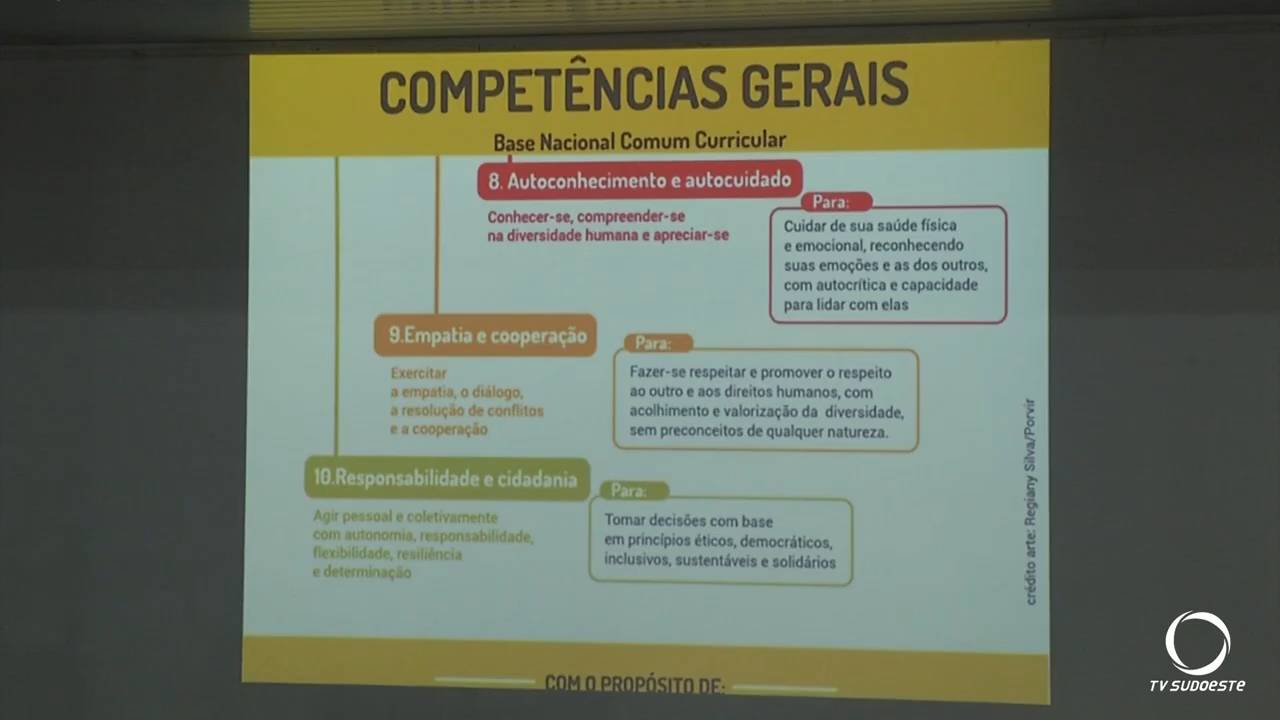 COMPETÊNCIAS GERAIS
Base Nacional Comum Curricular
8. Autoconhecimento e autocuidado
Conhecer-se, compreender-se
na diversidade humana e apreciar-se
Para:
Cuidar de sua saúde física
e emocional, reconhecendo
suas emoções e as dos outros,
com autocrítica e capacidade
para lidar com elas
9.Empatia e cooperação
Exercitar
a empatia, o diálogo,
a resolução de conflitos
e a cooperação
Para:
Fazer-se respeitar e promover o respeito
ao outro e aos direitos humanos, com
acolhimento e valorização da diversidade,
sem preconceitos de qualquer natureza.
10.Responsabilidade e cidadania
Agir pessoal e coletivamente
com autonomia, responsabilidade,
flexibilidade, resiliência
e determinação
Para:
Tomar decisões com base
em princípios éticos, democráticos,
inclusivos, sustentáveis e solidários
crédito arte: Regiany Silva/Porvir
COM O PROPÓSITO DE:
TV SUDOESTE